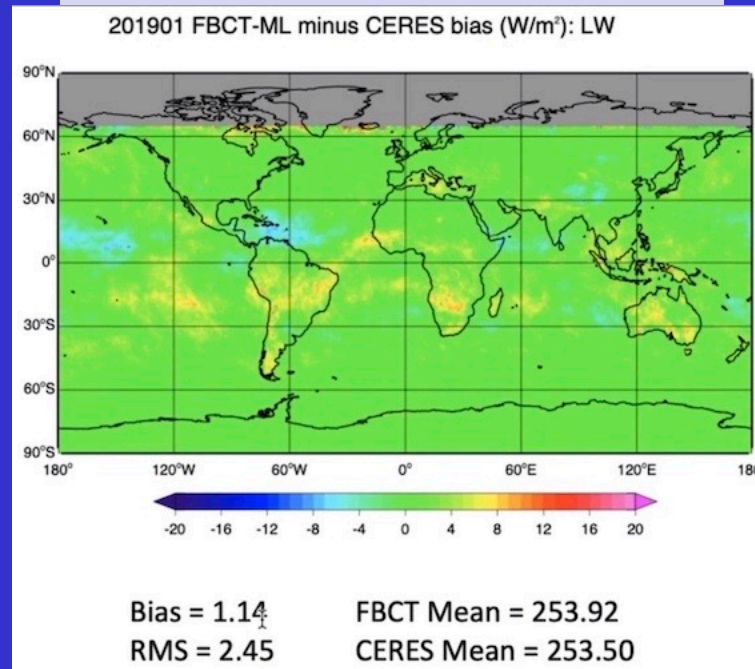 201901 FBCT-ML minus CERES bias (W/m²): LW
90°N
60°N
30°N
0°
30°S
60°S
90°S
180° 120°W 60°W 0° 60°E 120°E 180
-20 -16 -12 -8 -4 0 4 8 12 16 20
Bias = 1.14 FBCT Mean = 253.92
RMS = 2.45 CERES Mean = 253.50